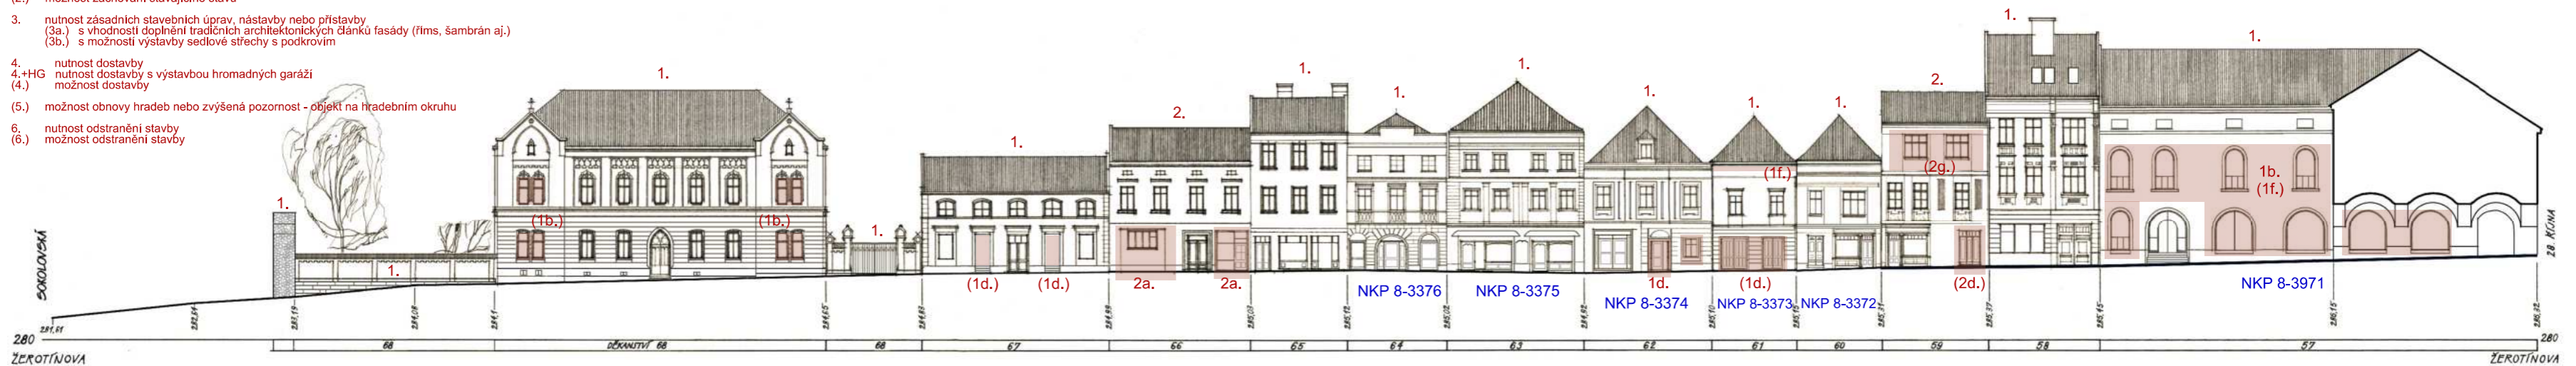 (2.) možnost zachování stávajícího stavu
3. nutnost zásadních stavebních úprav, nástavby nebo přístavby
(3a.) s vhodností doplnění tradičních architektonických článků fasády (říms, šambrán aj.)
(3b.) s možností výstavby sedlové střechy s podkrovím
4. nutnost dostavby
4.+HG nutnost dostavby s výstavbou hromadných garáží
(4.) možnost dostavby
(5.) možnost obnovy hradeb nebo zvýšená pozornost - objekt na hradebním okruhu
6. nutnost odstranění stavby
(6.) možnost odstranění stavby
1. 1. 1. 1. 1. 2. 1. 1. 1. 1. 1. 1. 2. 1. 1.
(1b.) (1b.) (1f.) (2g.) 1b.
(1f.)
(1d.) (1d.) 2a. 2a. 1d. (1d.) (2d.)
SOKOLOVSKÁ
28. ŘÍJNA
NKP 8-3376 NKP 8-3375 NKP 8-3374 NKP 8-3373 NKP 8-3372 NKP 8-3971
280 280
68 DĚKANSTVÍ 68 68 67 66 65 64 63 62 61 60 59 58 57
ŽEROTÍNOVA ŽEROTÍNOVA